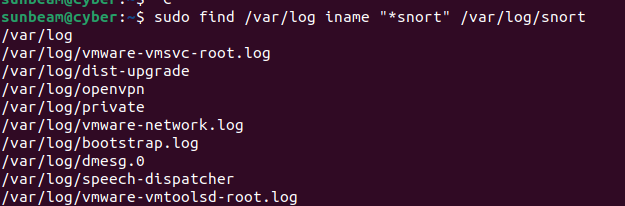 sunbeam@cyber:~$ sudo find /var/log iname "*snort" /var/log/snort
/var/log
/var/log/vmware-vmsvc-root.log
/var/log/dist-upgrade
/var/log/openvpn
/var/log/private
/var/log/vmware-network.log
/var/log/bootstrap.log
/var/log/dmesg.0
/var/log/speech-dispatcher
/var/log/vmware-vmtoolsd-root.log